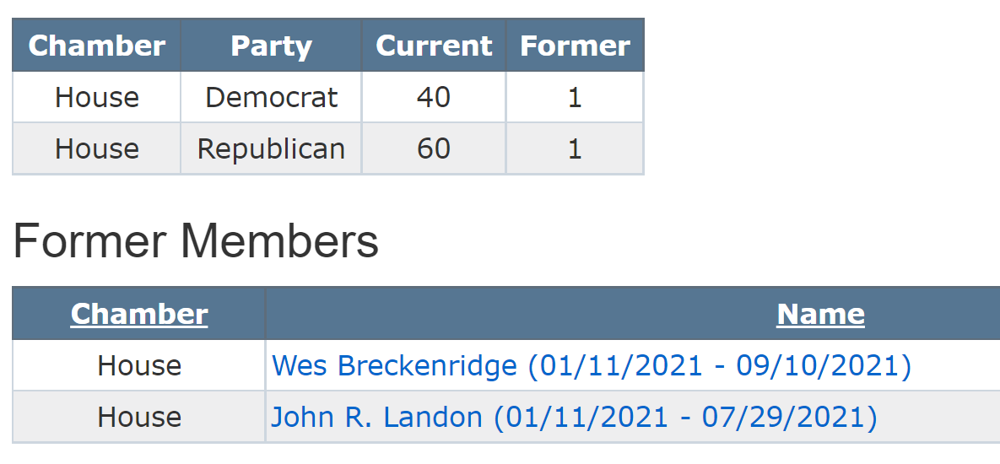 Chamber Party Current Former
House Democrat 40 1
House Republican 60 1
Former Members
Chamber Name
House Wes Breckenridge (01/11/2021 - 09/10/2021)
House John R. Landon (01/11/2021 - 07/29/2021)